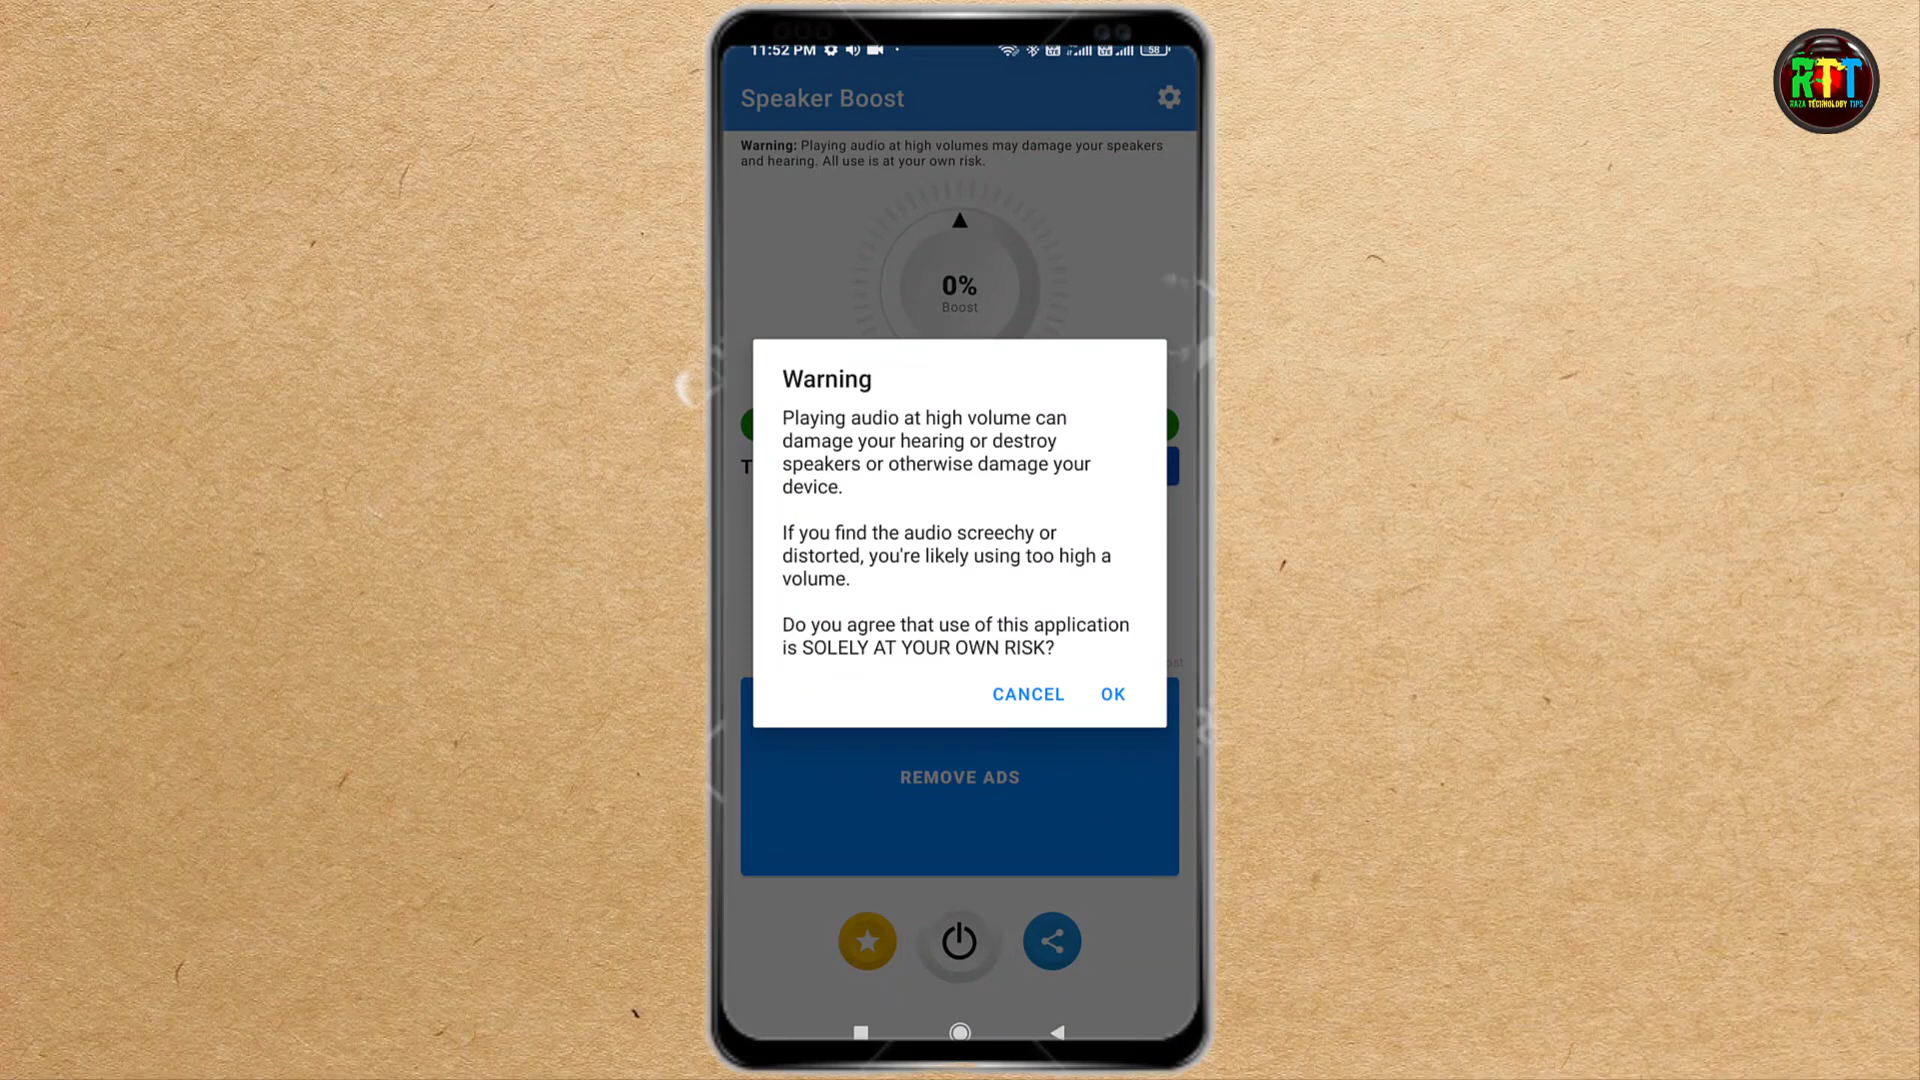 11:52 PM
58
Speaker Boost
Warning: Playing audio at high volumes may damage your speakers
and hearing. All use is at your own risk.
0%
Boost
Warning
Playing audio at high volume can
damage your hearing or destroy
speakers or otherwise damage your
device.
If you find the audio screechy or
distorted, you're likely using too high a
volume.
Do you agree that use of this application
is SOLELY AT YOUR OWN RISK?
CANCEL OK
REMOVE ADS
RTT
RAZA TECHNOLOGY TIPS